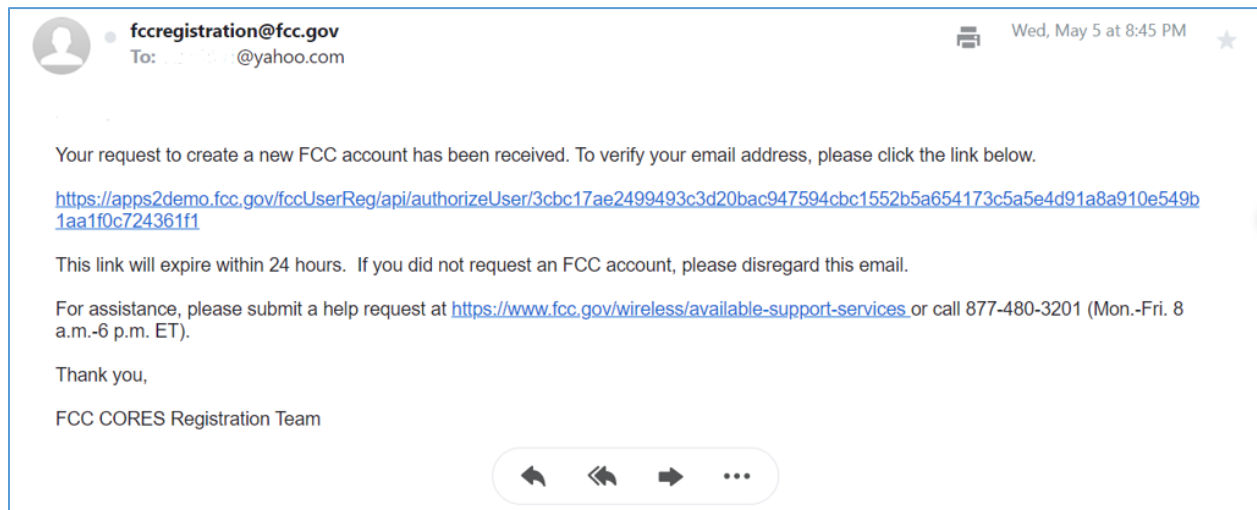 fccregistration@fcc.gov
Wed, May 5 at 8:45 PM
To: @yahoo.com
Your request to create a new FCC account has been received. To verify your email address, please click the link below.
https://apps2demo.fcc.gov/fccUserReg/api/authorizeUser/3cbc17ae2499493c3d20bac947594cbc1552b5a654173c5a5e4d91a8a910e549b
1aa1f0c724361f1
This link will expire within 24 hours.  If you did not request an FCC account, please disregard this email.
For assistance, please submit a help request at https://www.fcc.gov/wireless/available-support-services or call 877-480-3201 (Mon.-Fri. 8
a.m.-6 p.m. ET).
Thank you,
FCC CORES Registration Team